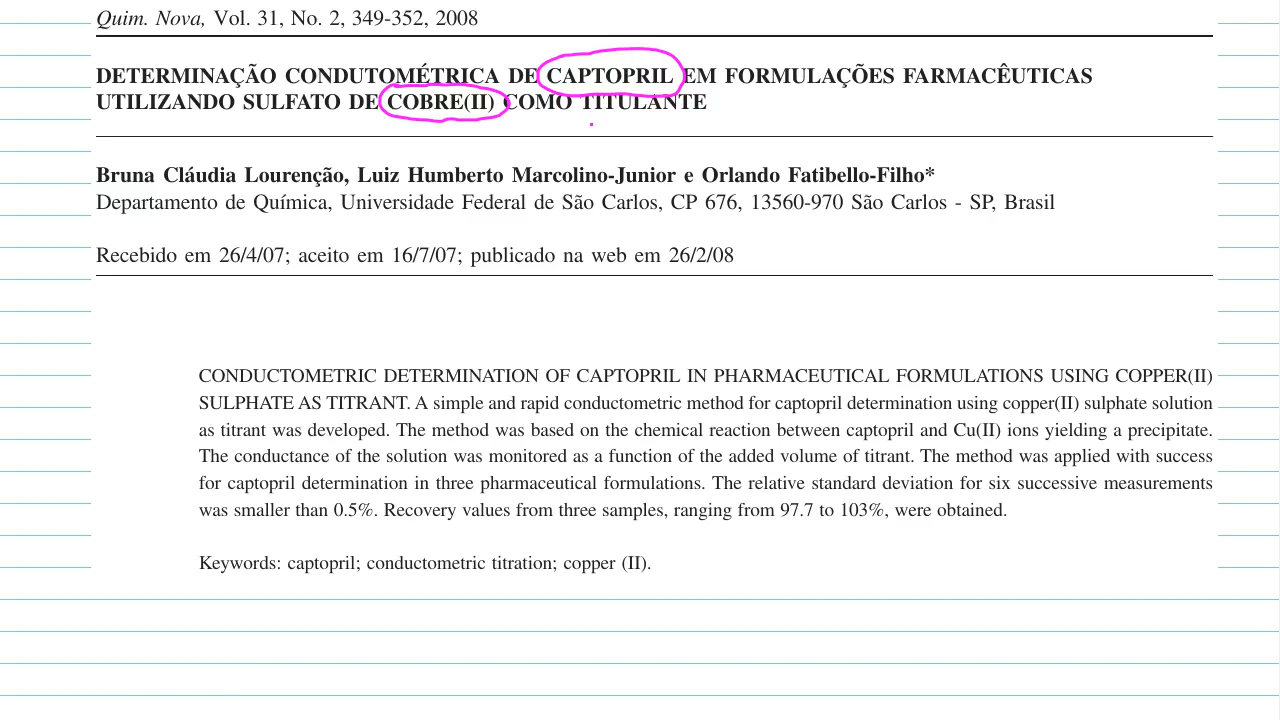 Quim. Nova, Vol. 31, No. 2, 349-352, 2008
DETERMINAÇÃO CONDUTOMÉTRICA DE CAPTOPRIL EM FORMULAÇÕES FARMACÊUTICAS
UTILIZANDO SULFATO DE COBRE(II) COMO TITULANTE
Bruna Cláudia Lourenção, Luiz Humberto Marcolino-Junior e Orlando Fatibello-Filho*
Departamento de Química, Universidade Federal de São Carlos, CP 676, 13560-970 São Carlos - SP, Brasil
Recebido em 26/4/07; aceito em 16/7/07; publicado na web em 26/2/08
CONDUCTOMETRIC DETERMINATION OF CAPTOPRIL IN PHARMACEUTICAL FORMULATIONS USING COPPER(II)
SULPHATE AS TITRANT. A simple and rapid conductometric method for captopril determination using copper(II) sulphate solution
as titrant was developed. The method was based on the chemical reaction between captopril and Cu(II) ions yielding a precipitate.
The conductance of the solution was monitored as a function of the added volume of titrant. The method was applied with success
for captopril determination in three pharmaceutical formulations. The relative standard deviation for six successive measurements
was smaller than 0.5%. Recovery values from three samples, ranging from 97.7 to 103%, were obtained.
Keywords: captopril; conductometric titration; copper (II).